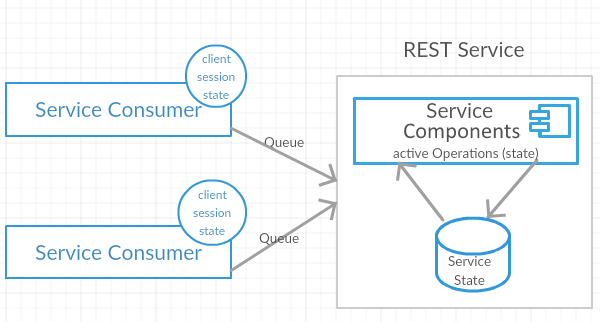 REST Service
client
session
state
Service Consumer
Queue
Service
Components
active Operations (state)
client
session
state
Service Consumer
Queue
Service
State